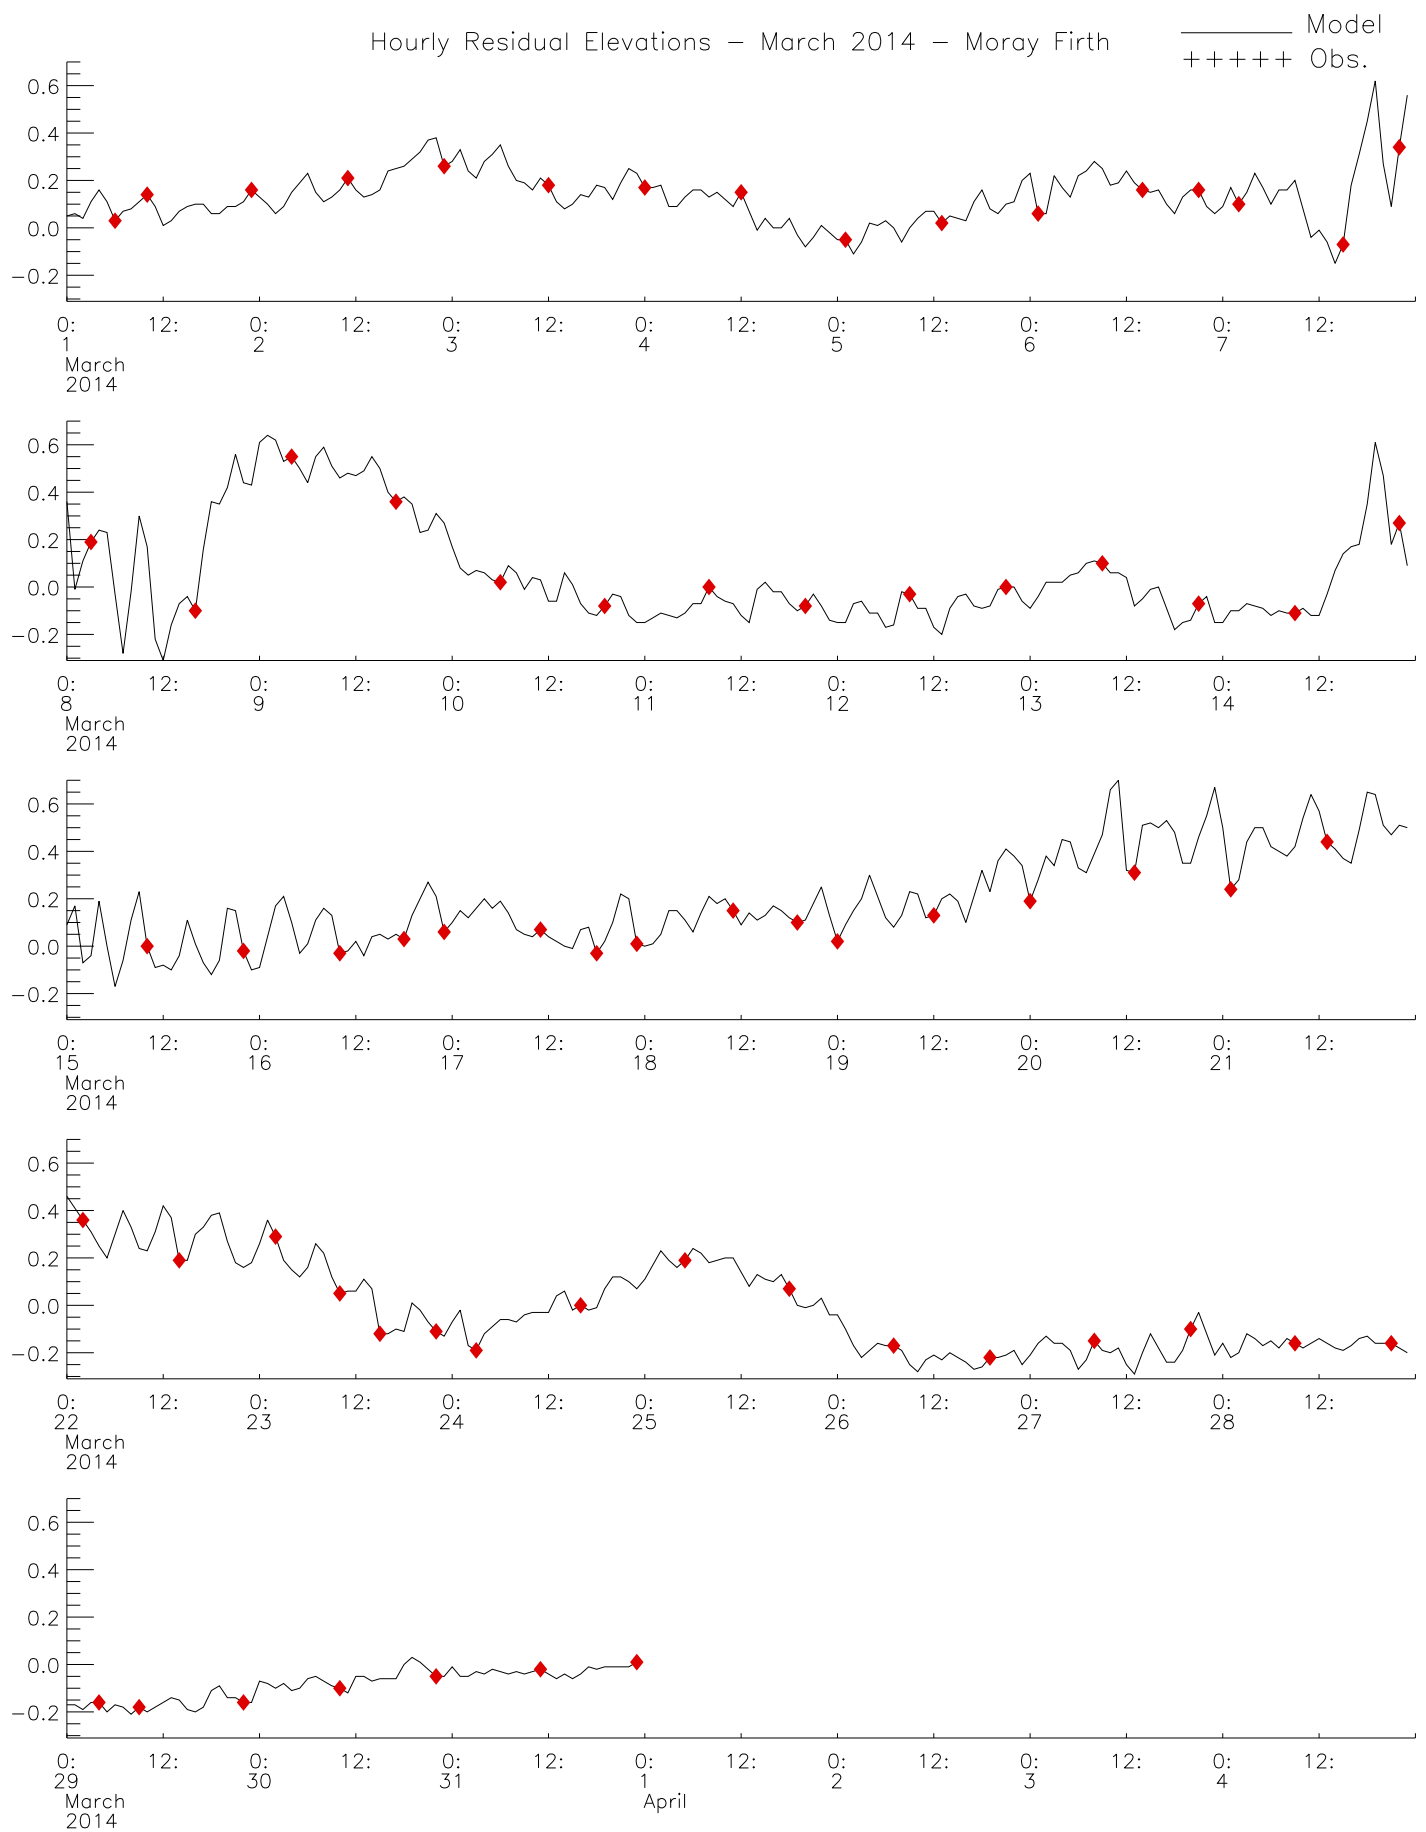 Hourly Residual Elevations – March 2014 – Moray Firth
Model
+++++ Obs.
0.6
0.4
0.2
0.0
−0.2
0: 12: 0: 12: 0: 12: 0: 12: 0: 12: 0: 12: 0: 12:
1 2 3 4 5 6 7
March
2014
0.6
0.4
0.2
0.0
−0.2
0: 12: 0: 12: 0: 12: 0: 12: 0: 12: 0: 12: 0: 12:
8 9 10 11 12 13 14
March
2014
0.6
0.4
0.2
0.0
−0.2
0: 12: 0: 12: 0: 12: 0: 12: 0: 12: 0: 12: 0: 12:
15 16 17 18 19 20 21
March
2014
0.6
0.4
0.2
0.0
−0.2
0: 12: 0: 12: 0: 12: 0: 12: 0: 12: 0: 12: 0: 12:
22 23 24 25 26 27 28
March
2014
0.6
0.4
0.2
0.0
−0.2
0: 12: 0: 12: 0: 12: 0: 12: 0: 12: 0: 12: 0: 12:
29 30 31 1 2 3 4
March April
2014